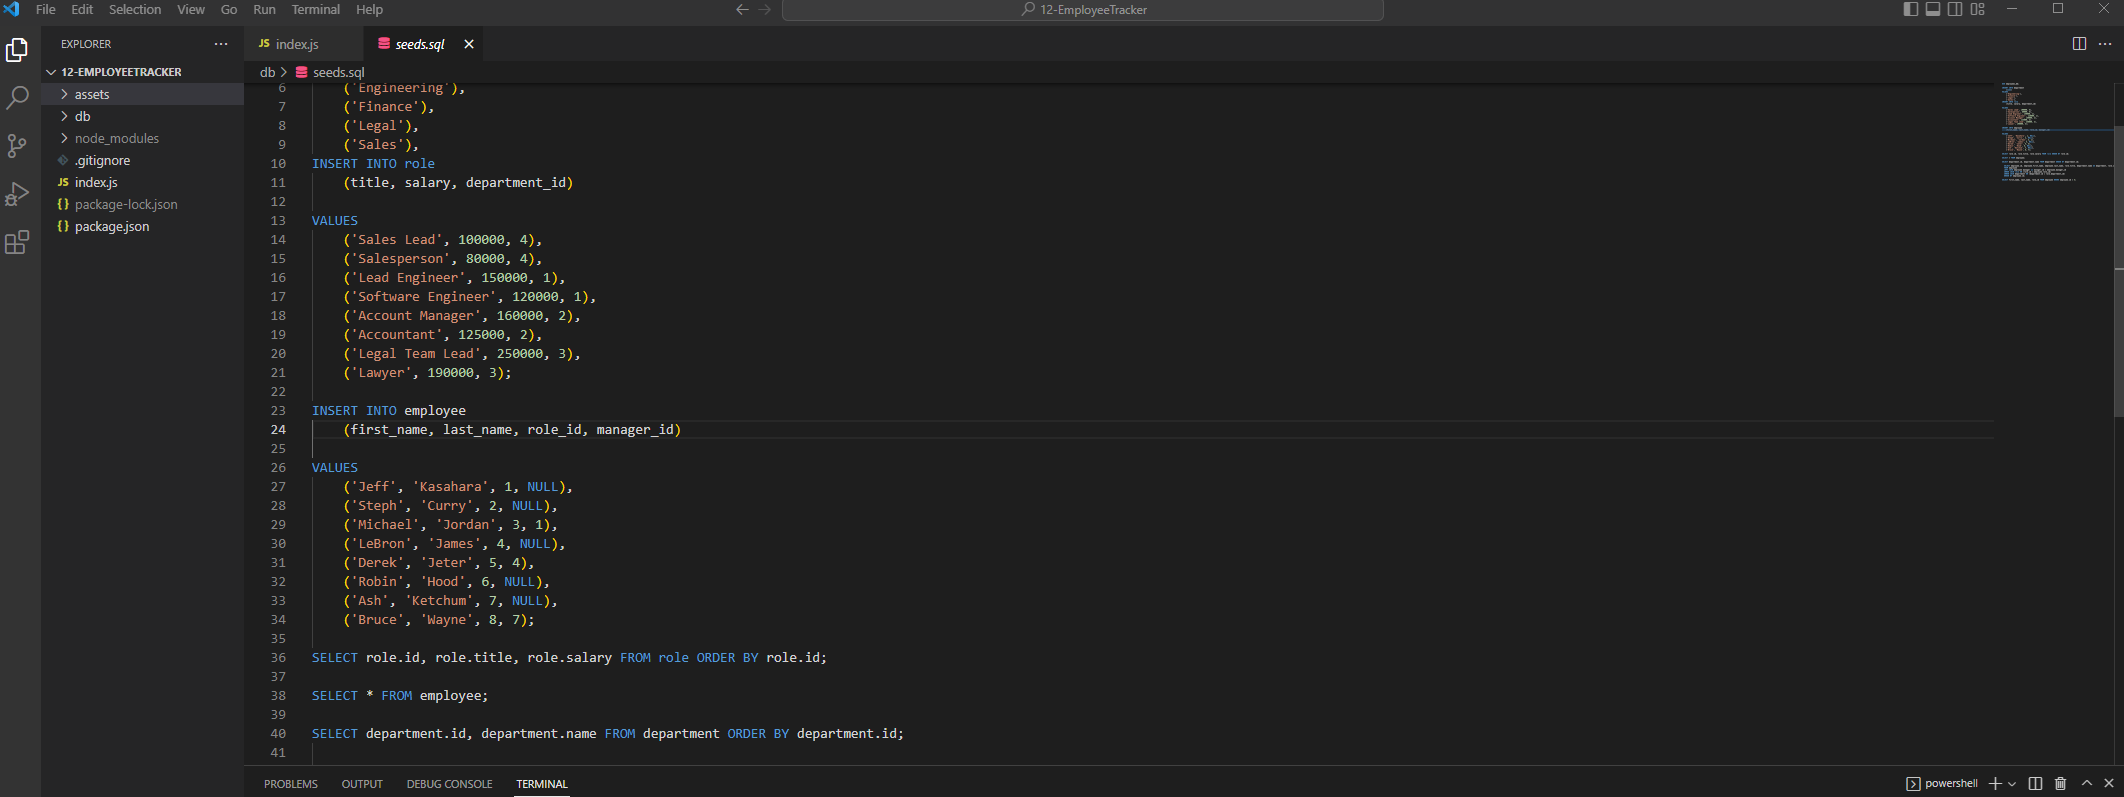 File Edit Selection View Go Run Terminal Help
12-EmployeeTracker
EXPLORER
12-EMPLOYEETRACKER
assets
db
node_modules
.gitignore
JS index.js
{} package-lock.json
{} package.json
JS index.js
seeds.sql
db > seeds.sql
6 ('Engineering'),
7 ('Finance'),
8 ('Legal'),
9 ('Sales'),
10 INSERT INTO role
11 (title, salary, department_id)
12
13 VALUES
14 ('Sales Lead', 100000, 4),
15 ('Salesperson', 80000, 4),
16 ('Lead Engineer', 150000, 1),
17 ('Software Engineer', 120000, 1),
18 ('Account Manager', 160000, 2),
19 ('Accountant', 125000, 2),
20 ('Legal Team Lead', 250000, 3),
21 ('Lawyer', 190000, 3);
22
23 INSERT INTO employee
24 (first_name, last_name, role_id, manager_id)
25
26 VALUES
27 ('Jeff', 'Kasahara', 1, NULL),
28 ('Steph', 'Curry', 2, NULL),
29 ('Michael', 'Jordan', 3, 1),
30 ('LeBron', 'James', 4, NULL),
31 ('Derek', 'Jeter', 5, 4),
32 ('Robin', 'Hood', 6, NULL),
33 ('Ash', 'Ketchum', 7, NULL),
34 ('Bruce', 'Wayne', 8, 7);
35
36 SELECT role.id, role.title, role.salary FROM role ORDER BY role.id;
37
38 SELECT * FROM employee;
39
40 SELECT department.id, department.name FROM department ORDER BY department.id;
41
PROBLEMS OUTPUT DEBUG CONSOLE TERMINAL
powershell